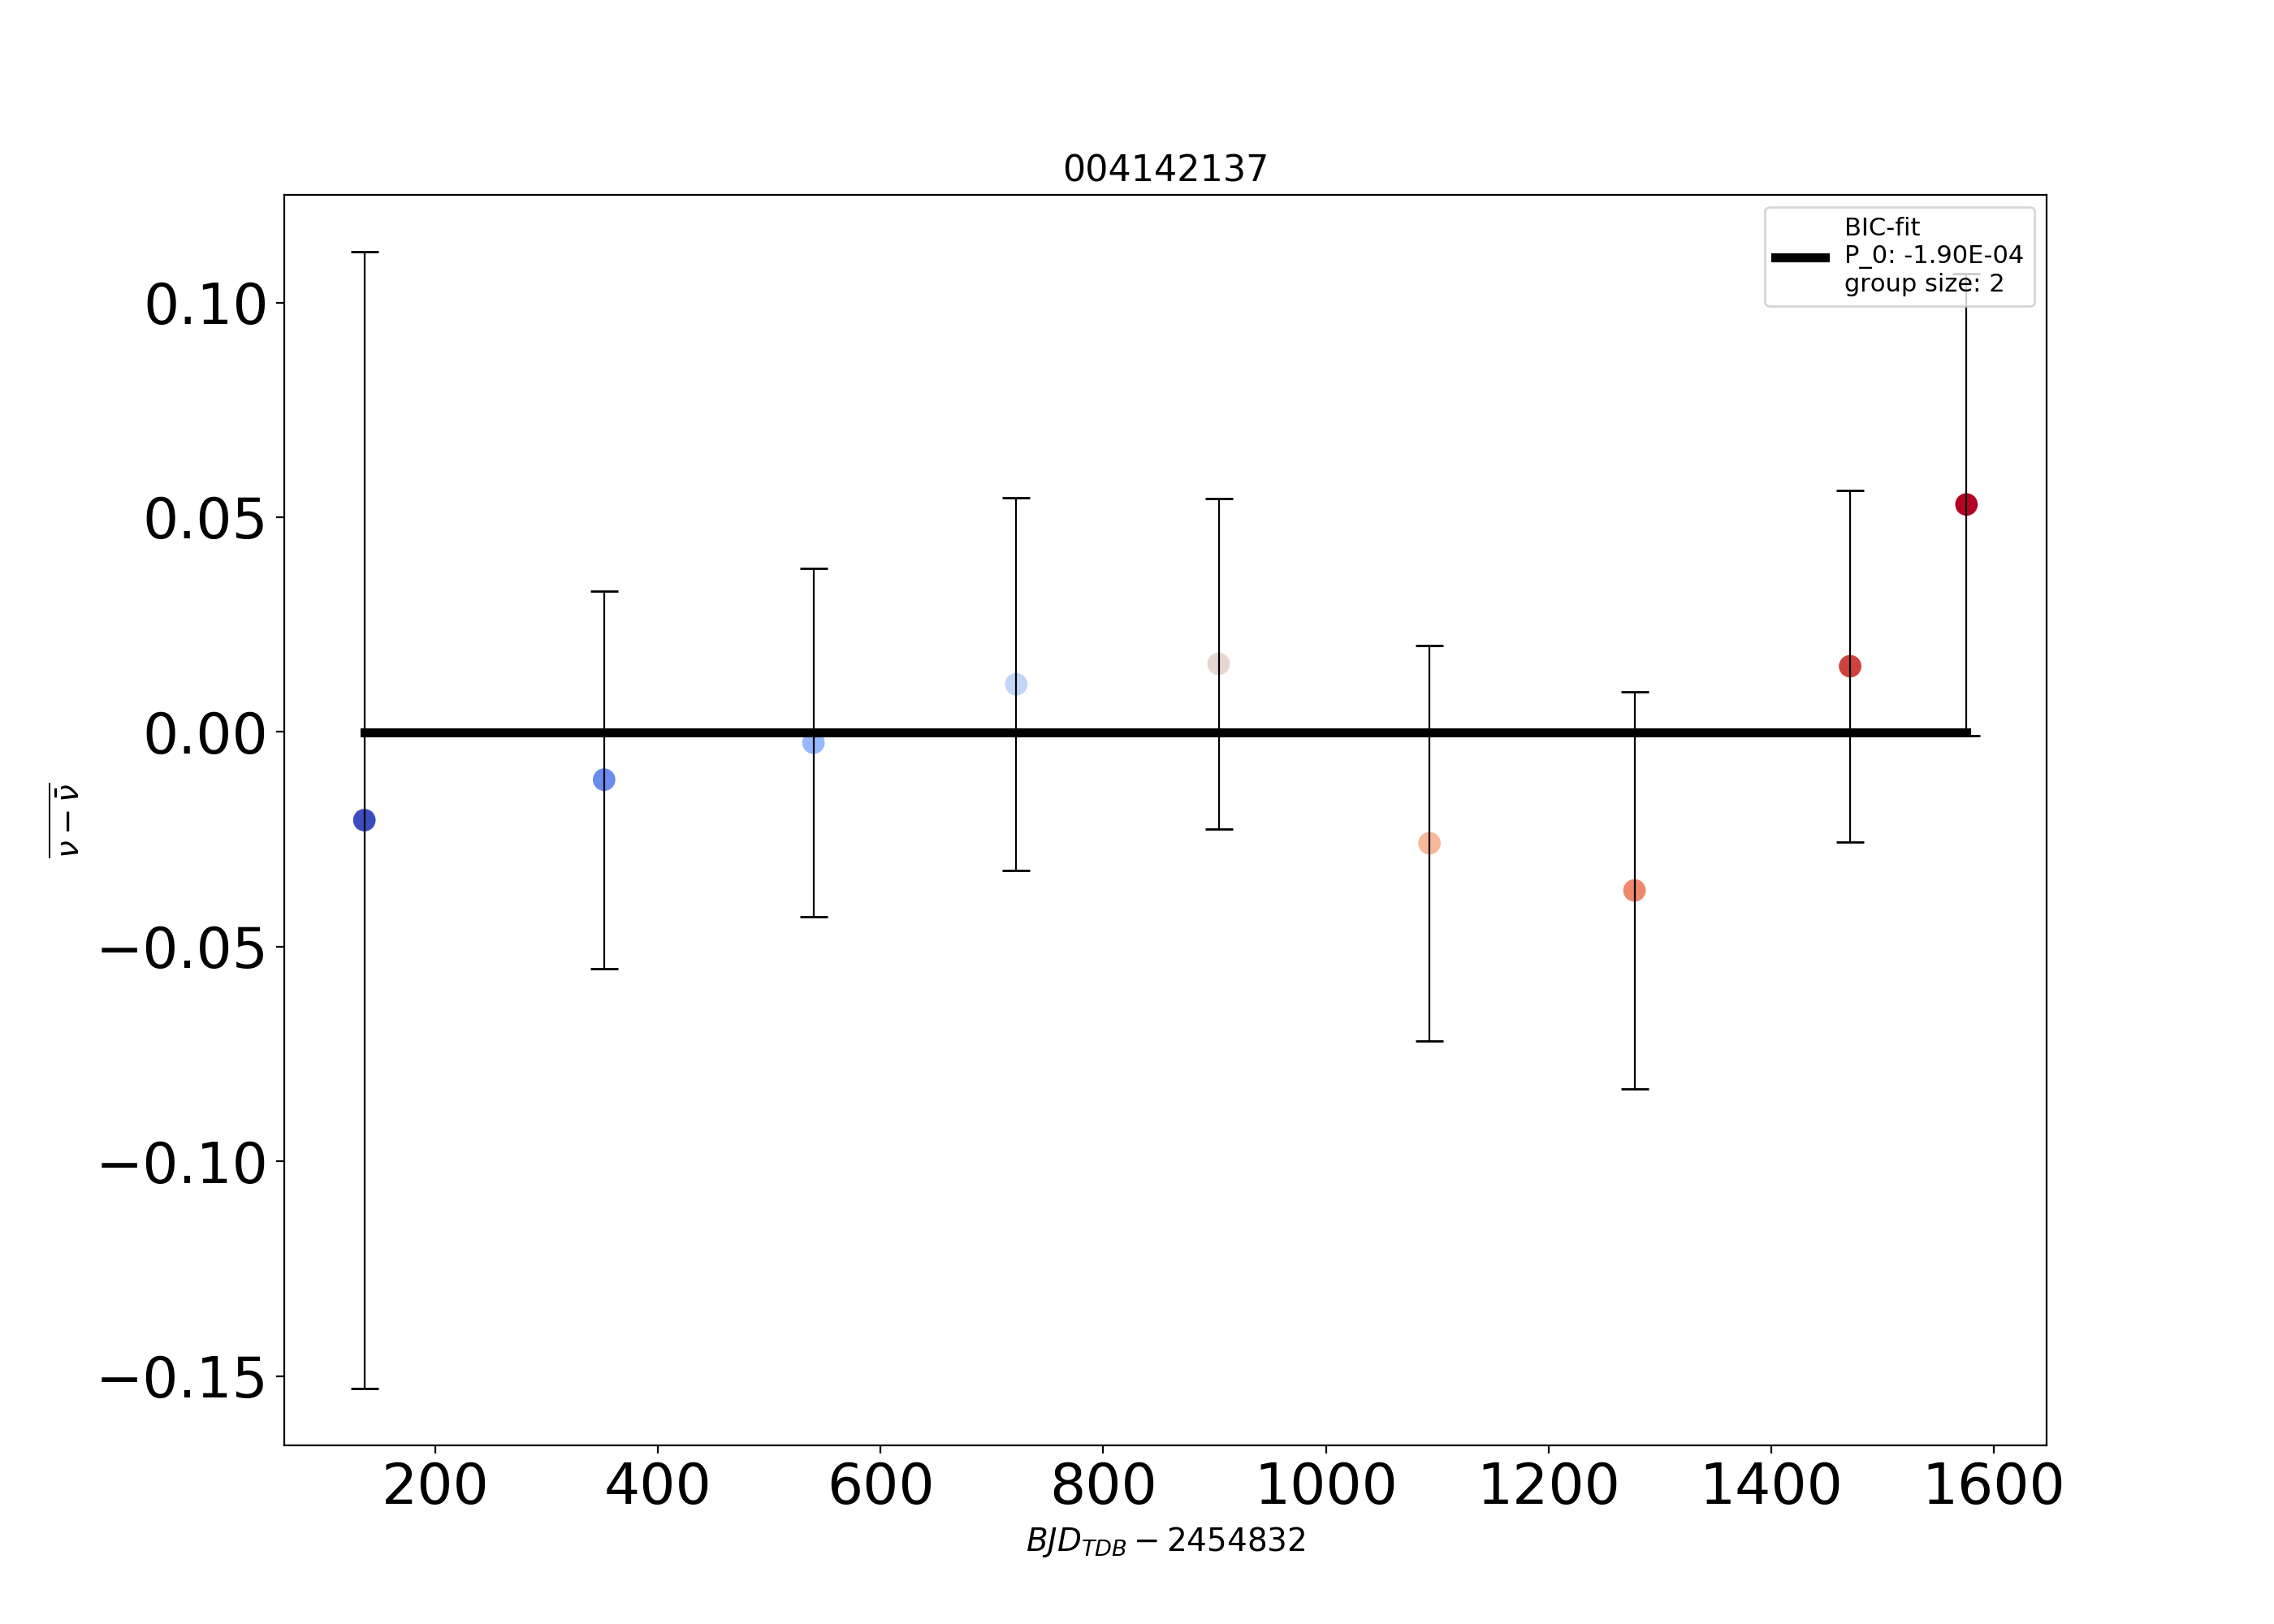 004142137
BIC-fit
P_0: -1.90E-04
group size: 2
0.10
0.05
0.00
−0.05
−0.10
−0.15
ν − ν̄
200 400 600 800 1000 1200 1400 1600
BJD_TDB − 2454832